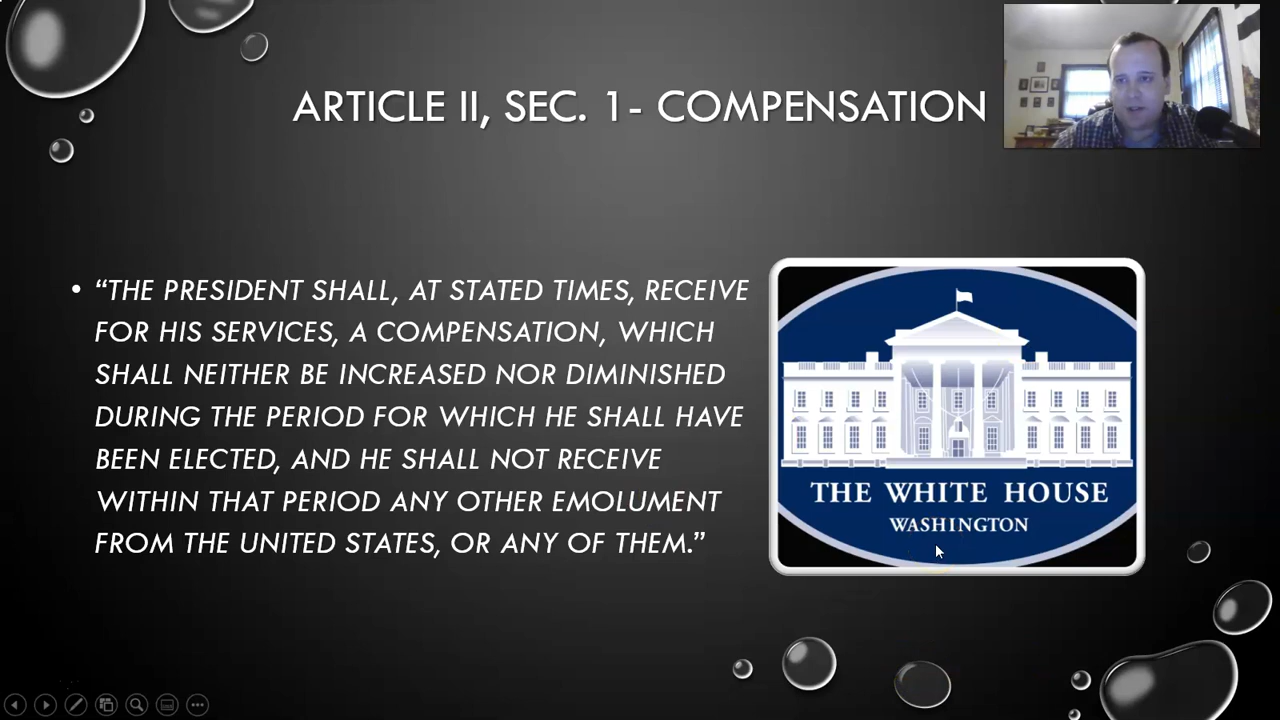 ARTICLE II, SEC. 1- COMPENSATION
• “THE PRESIDENT SHALL, AT STATED TIMES, RECEIVE
FOR HIS SERVICES, A COMPENSATION, WHICH
SHALL NEITHER BE INCREASED NOR DIMINISHED
DURING THE PERIOD FOR WHICH HE SHALL HAVE
BEEN ELECTED, AND HE SHALL NOT RECEIVE
WITHIN THAT PERIOD ANY OTHER EMOLUMENT
FROM THE UNITED STATES, OR ANY OF THEM.”
THE WHITE HOUSE
WASHINGTON